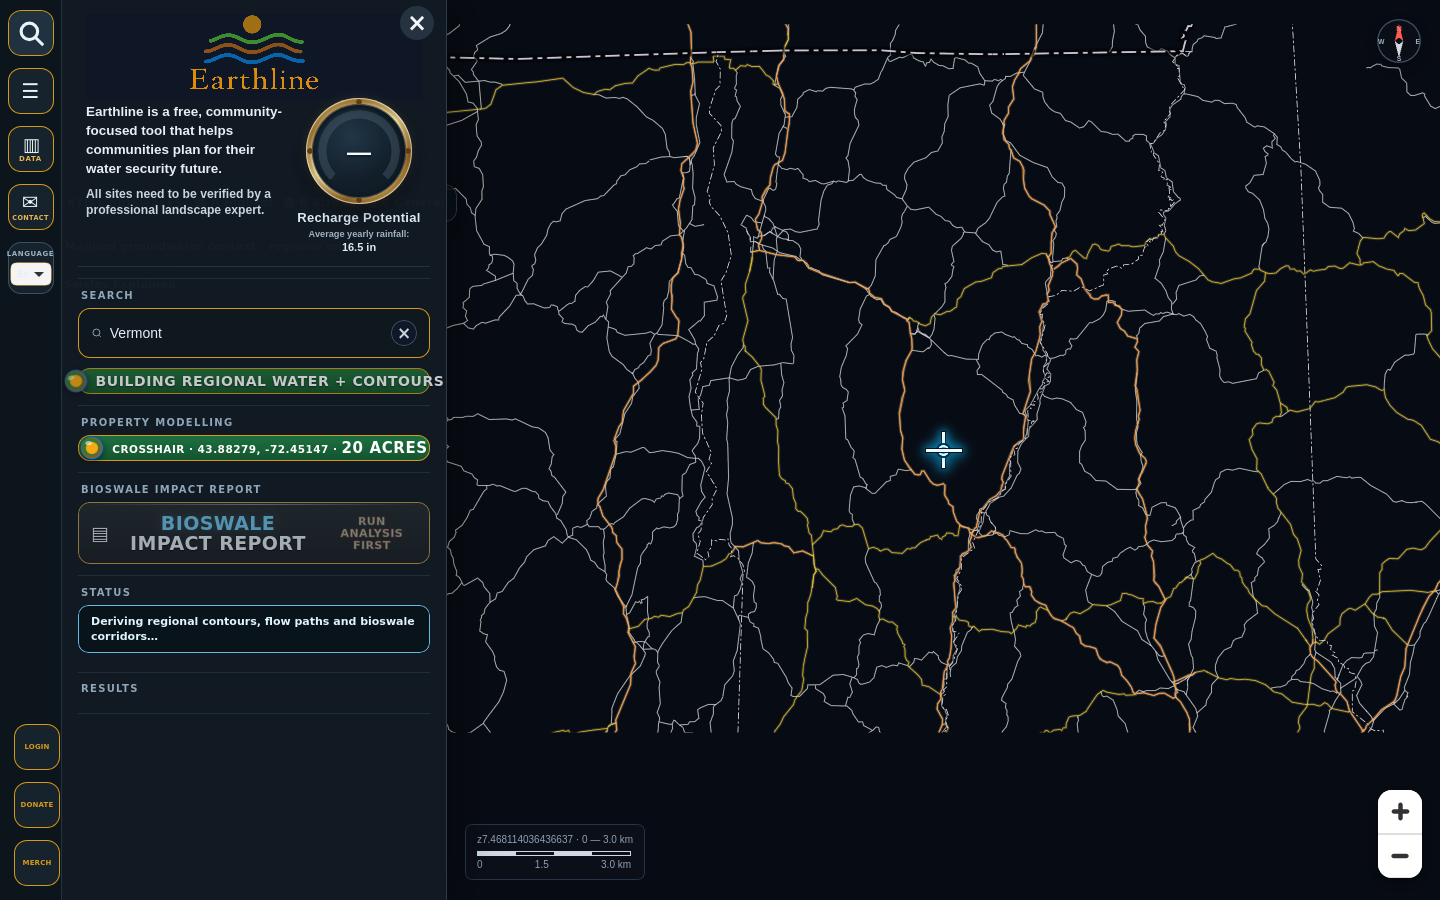 Earthline
Earthline is a free, community-
focused tool that helps
communities plan for their
water security future.
All sites need to be verified by a
professional landscape expert.
—
Recharge Potential
Average yearly rainfall:
16.5 in
DATA
CONTACT
LANGUAGE
SEARCH
Vermont
BUILDING REGIONAL WATER + CONTOURS
PROPERTY MODELLING
CROSSHAIR · 43.88279, -72.45147 · 20 ACRES
BIOSWALE IMPACT REPORT
BIOSWALE
IMPACT REPORT
RUN
ANALYSIS
FIRST
STATUS
Deriving regional contours, flow paths and bioswale
corridors…
RESULTS
LOGIN
DONATE
MERCH
W E
S
z7.468114036436637 · 0 — 3.0 km
0 1.5 3.0 km